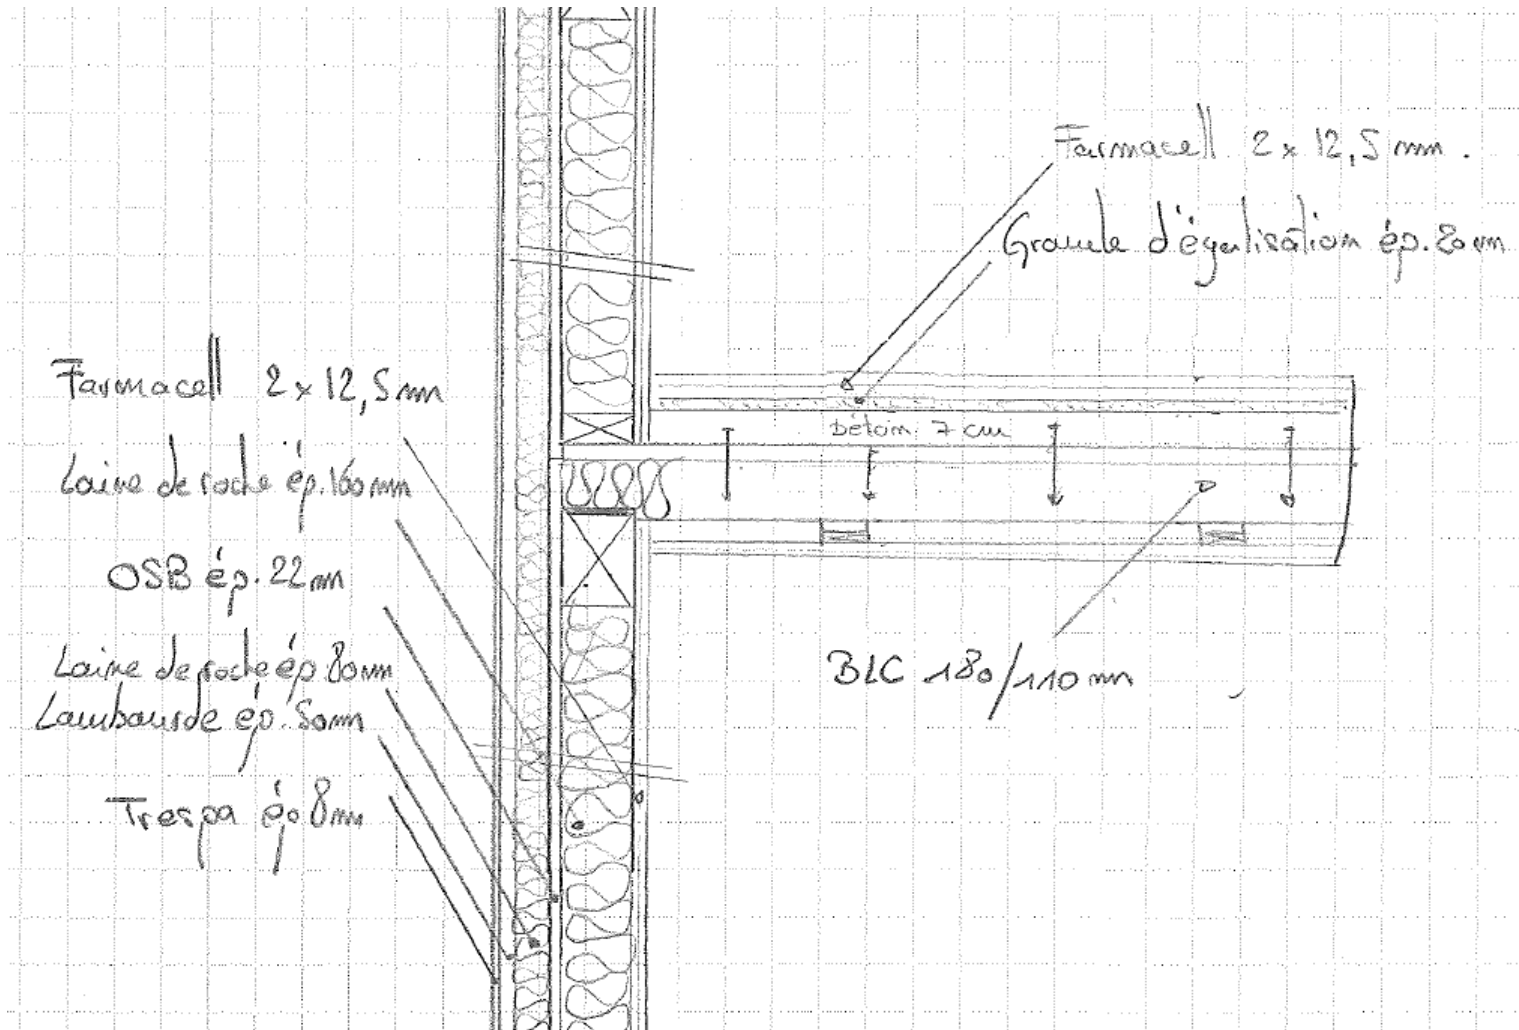 Farmacell 2 x 12,5 mm.
Granule d'égalisation ép. 20 mm
Farmacell 2 x 12,5 mm
béton 7 cm
Laine de roche ép. 160 mm
OSB ép. 22 mm
Laine de roche ép 80 mm
BLC 180/110 mm
Lambourde ép. 50 mm
Trespa ép 8 mm